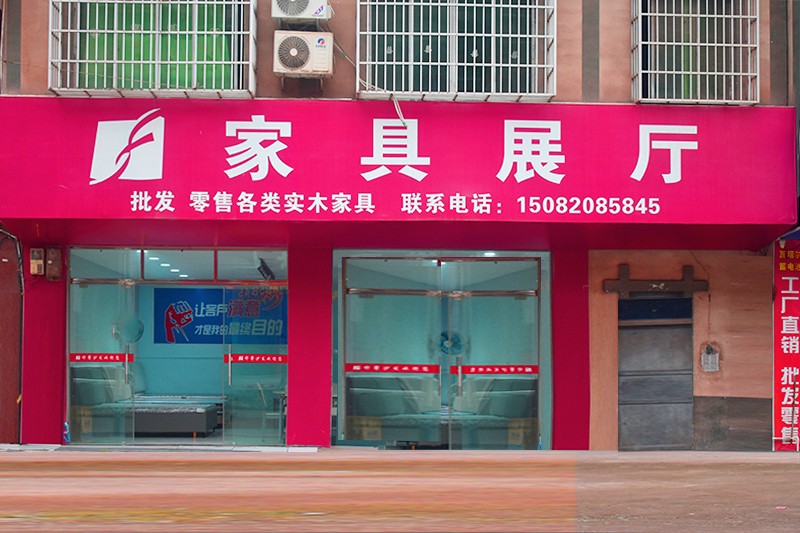 家具展厅
批发 零售各类实木家具 联系电话：15082085845
让客户满意
才是我的最终目的
工厂直销 批发零售